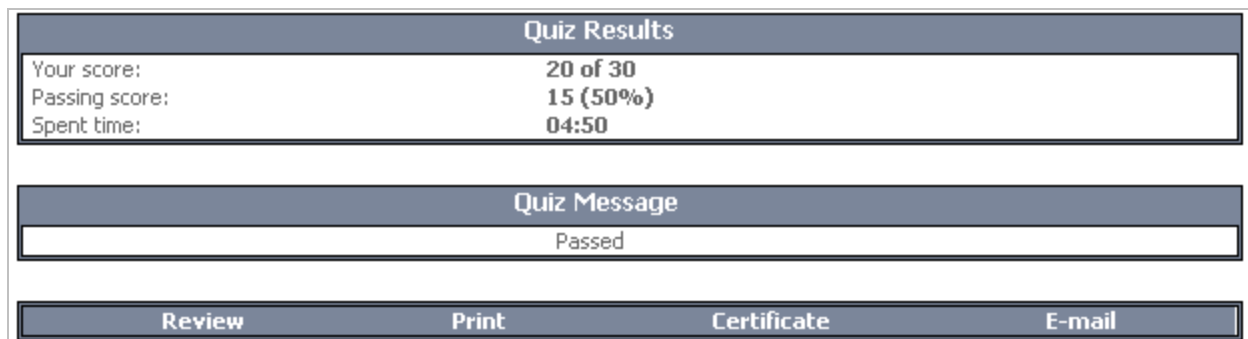 Quiz Results
Your score: 20 of 30
Passing score: 15 (50%)
Spent time: 04:50
Quiz Message
Passed
Review Print Certificate E-mail